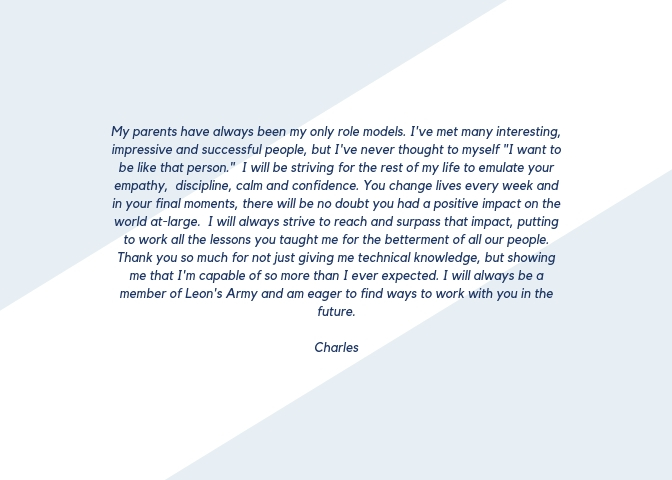 My parents have always been my only role models. I've met many interesting,
impressive and successful people, but I've never thought to myself "I want to
be like that person."  I will be striving for the rest of my life to emulate your
empathy,  discipline, calm and confidence. You change lives every week and
in your final moments, there will be no doubt you had a positive impact on the
world at-large.  I will always strive to reach and surpass that impact, putting
to work all the lessons you taught me for the betterment of all our people.
Thank you so much for not just giving me technical knowledge, but showing
me that I'm capable of so more than I ever expected. I will always be a
member of Leon's Army and am eager to find ways to work with you in the
future.
Charles